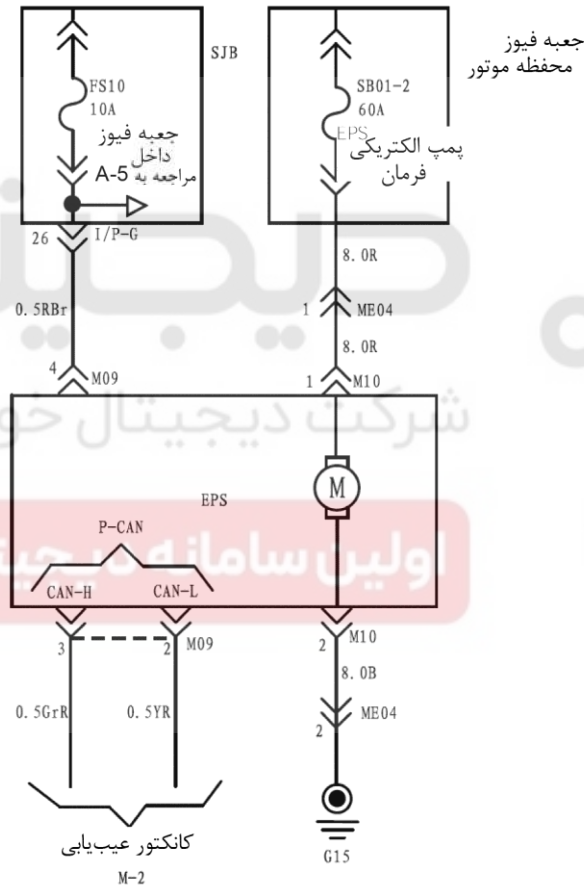 SJB
جعبه فیوز
محفظه موتور
FS10
10A
جعبه فیوز
داخل
مراجعه به A-5
SB01-2
60A
EPS
پمپ الکتریکی
فرمان
26
I/P-G
8.0R
0.5RBr
1
ME04
8.0R
4
M09
1
M10
شرکت دیجیتال خو
EPS
M
P-CAN
اولین سامانه دیجیتا
CAN-H
CAN-L
3
2
M09
2
M10
8.0B
0.5GrR
0.5YR
ME04
2
کانکتور عیب‌یابی
M-2
G15